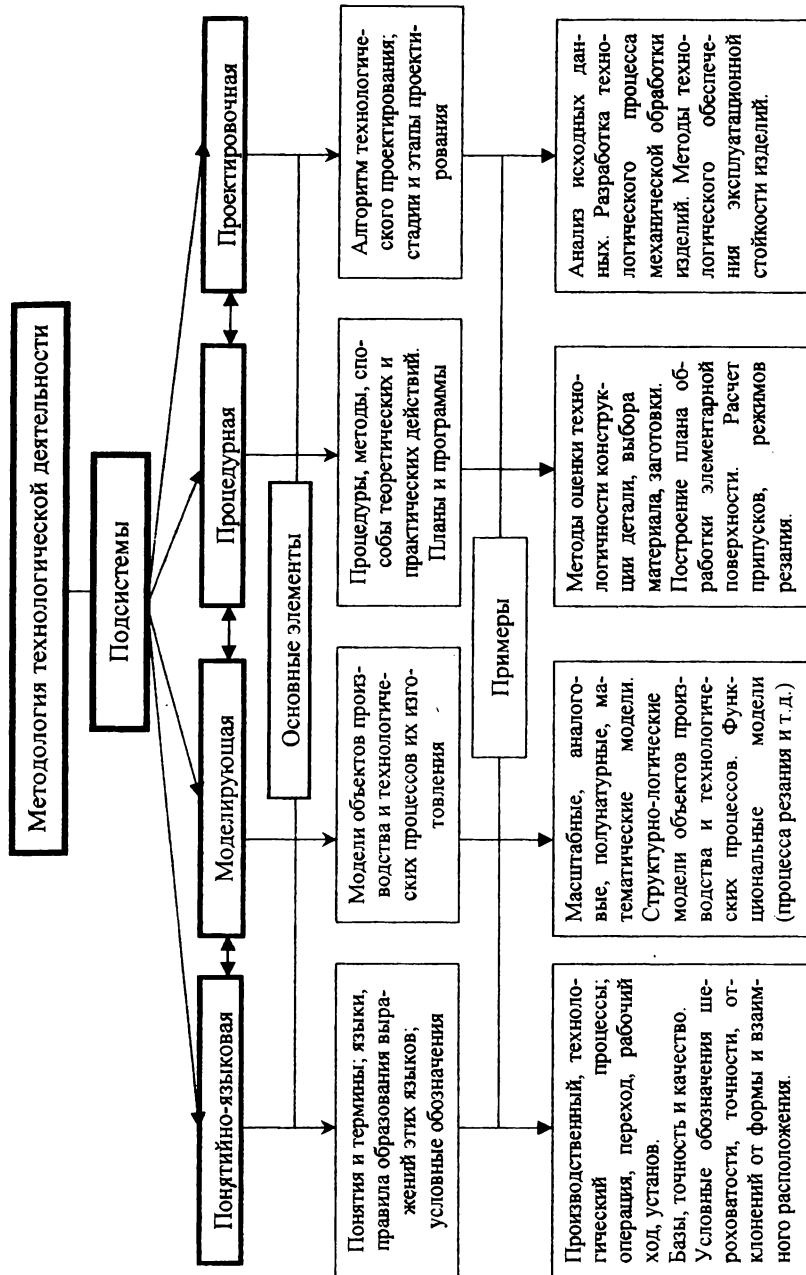 Методология технологической деятельности
Подсистемы
Понятийно-языковая
Моделирующая
Процедурная
Проектировочная
Основные элементы
Понятия и термины; языки,
правила образования выра-
жений этих языков;
условные обозначения
Модели объектов произ-
водства и технологиче-
ских процессов их изго-
товления
Процедуры, методы, спо-
собы теоретических и
практических действий.
Планы и программы
Алгоритм технологиче-
ского проектирования;
стадии и этапы проекти-
рования
Примеры
Производственный, техноло-
гический процессы;
операция, переход, рабочий
ход, установ.
Базы, точность и качество.
Условные обозначения ше-
роховатости, точности, от-
клонений от формы и взаим-
ного расположения.
Масштабные, аналого-
вые, полунатурные, ма-
тематические модели.
Структурно-логические
модели объектов произ-
водства и технологиче-
ских процессов. Функ-
циональные модели
(процесса резания и т.д.)
Методы оценки техно-
логичности конструк-
ции детали, выбора
материала, заготовки.
Построение плана об-
работки элементарной
поверхности. Расчет
припусков, режимов
резания.
Анализ исходных дан-
ных. Разработка техно-
логического процесса
механической обработки
изделий. Методы техно-
логического обеспече-
ния эксплуатационной
стойкости изделий.